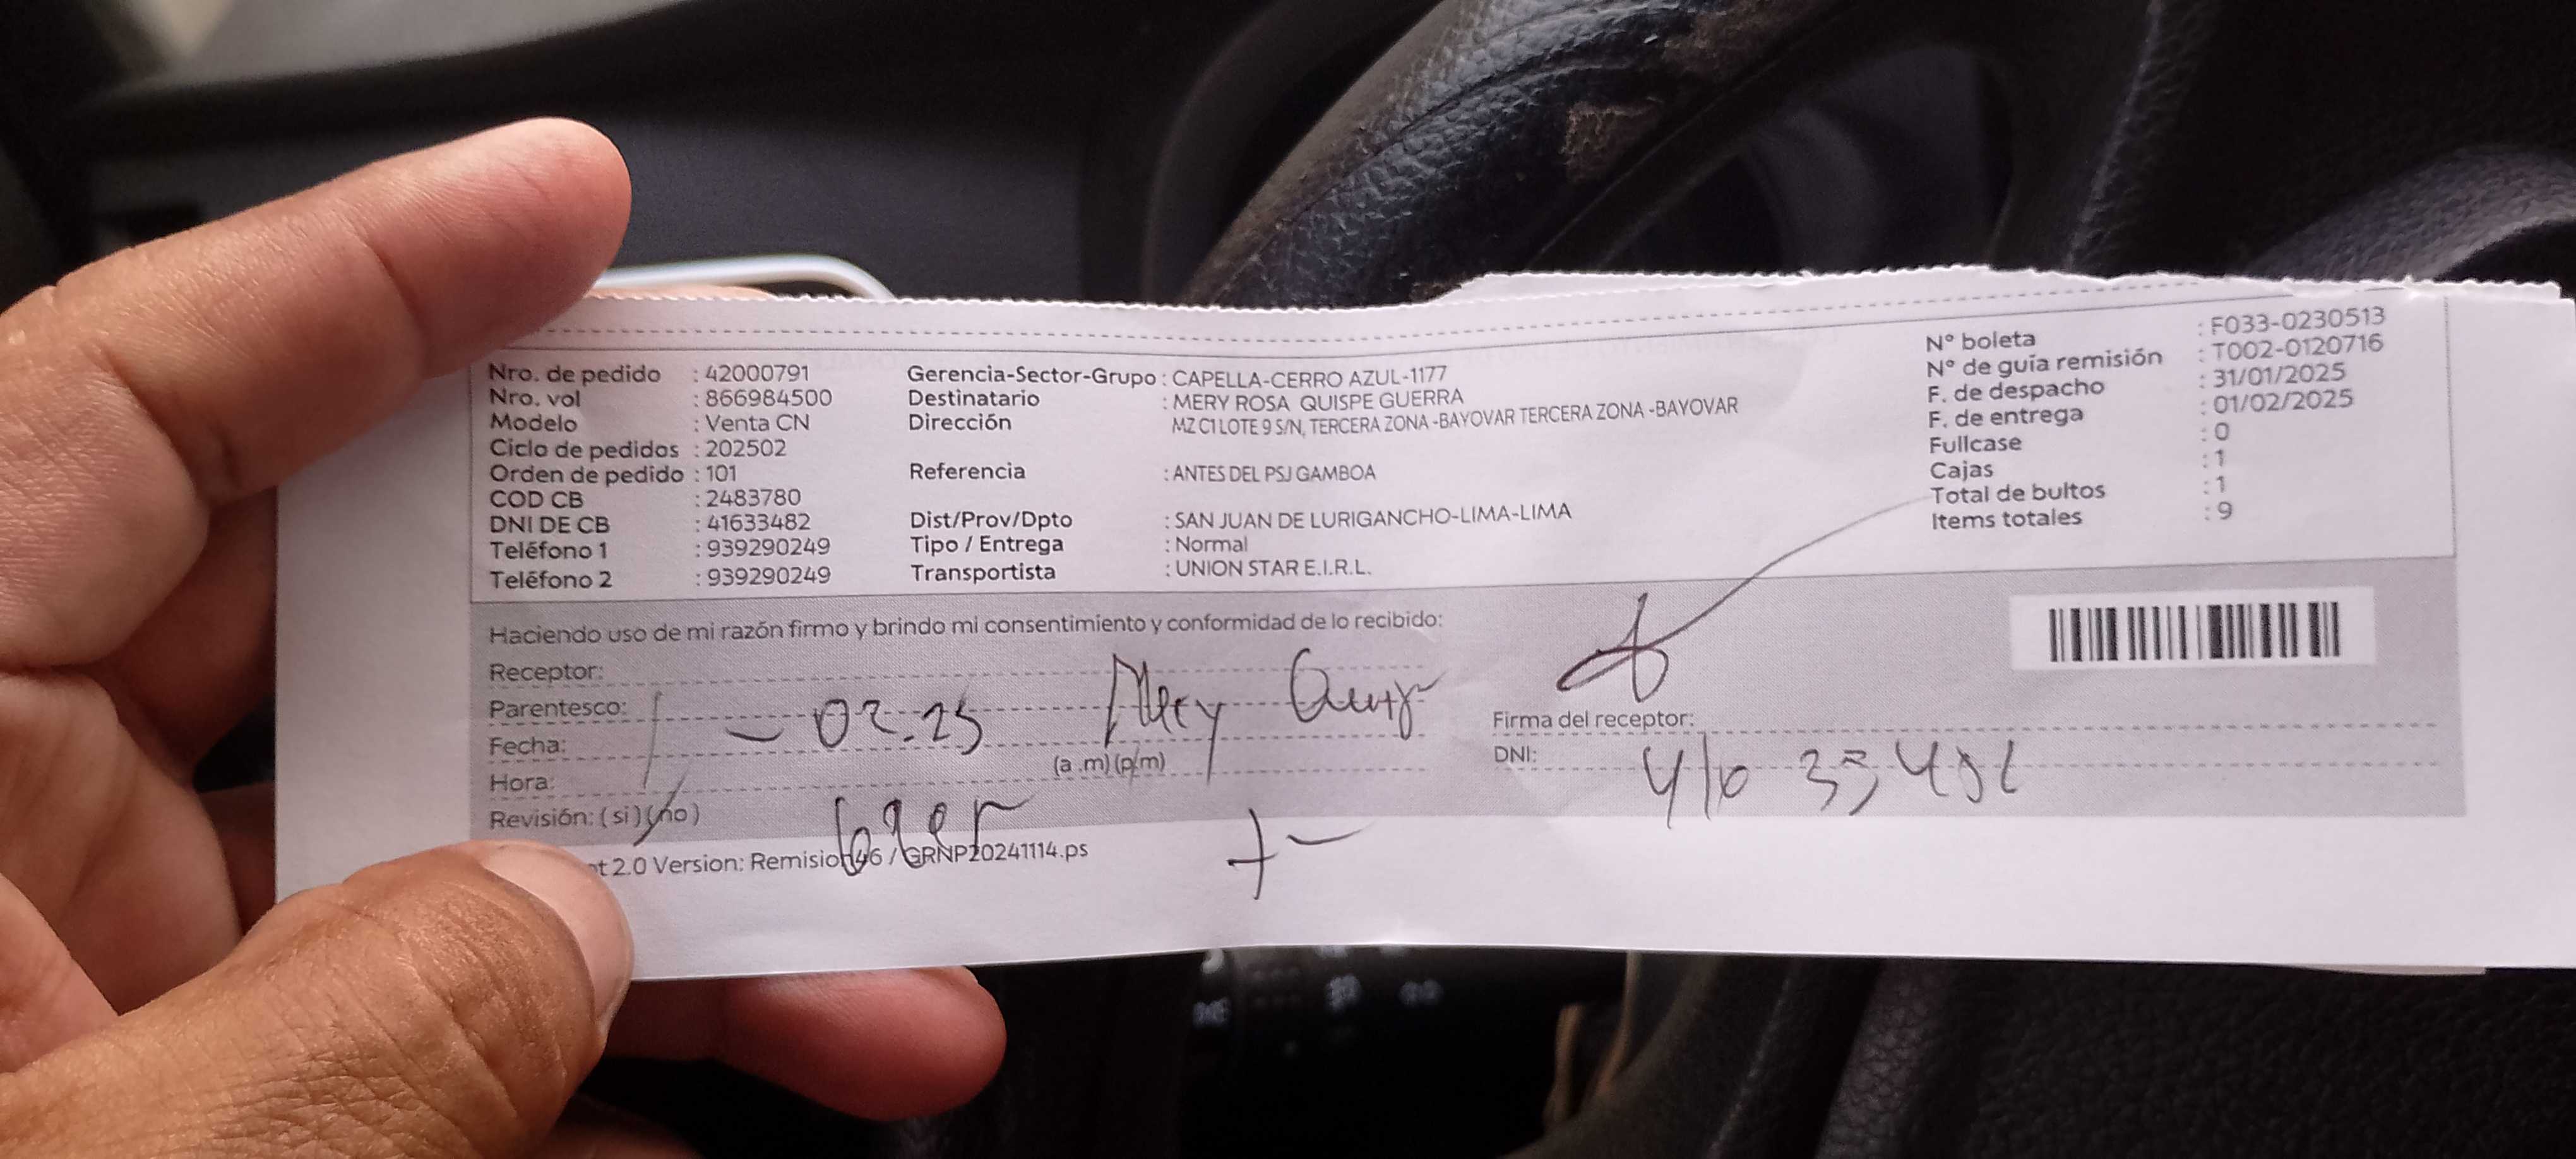 Nro. de pedido : 42000791
Nro. vol : 866984500
Modelo : Venta CN
Ciclo de pedidos : 202502
Orden de pedido : 101
COD CB : 2483780
DNI DE CB : 41633482
Teléfono 1 : 939290249
Teléfono 2 : 939290249
Gerencia-Sector-Grupo : CAPELLA-CERRO AZUL-1177
Destinatario : MERY ROSA QUISPE GUERRA
Dirección MZ C1 LOTE 9 S/N, TERCERA ZONA -BAYOVAR TERCERA ZONA -BAYOVAR
Referencia : ANTES DEL PSJ GAMBOA
Dist/Prov/Dpto : SAN JUAN DE LURIGANCHO-LIMA-LIMA
Tipo / Entrega : Normal
Transportista : UNION STAR E.I.R.L.
N° boleta : F033-0230513
N° de guía remisión : T002-0120716
F. de despacho : 31/01/2025
F. de entrega : 01/02/2025
Fullcase : 0
Cajas : 1
Total de bultos : 1
Items totales : 9
Haciendo uso de mi razón firmo y brindo mi consentimiento y conformidad de lo recibido:
Receptor:
Parentesco:
Fecha: 1 - 02.25 Mery
Hora: (a .m) (p/m)
Revisión: ( si ) (no )
Firma del receptor:
DNI:
2.0 Version: Remision46 / GRNP20241114.ps